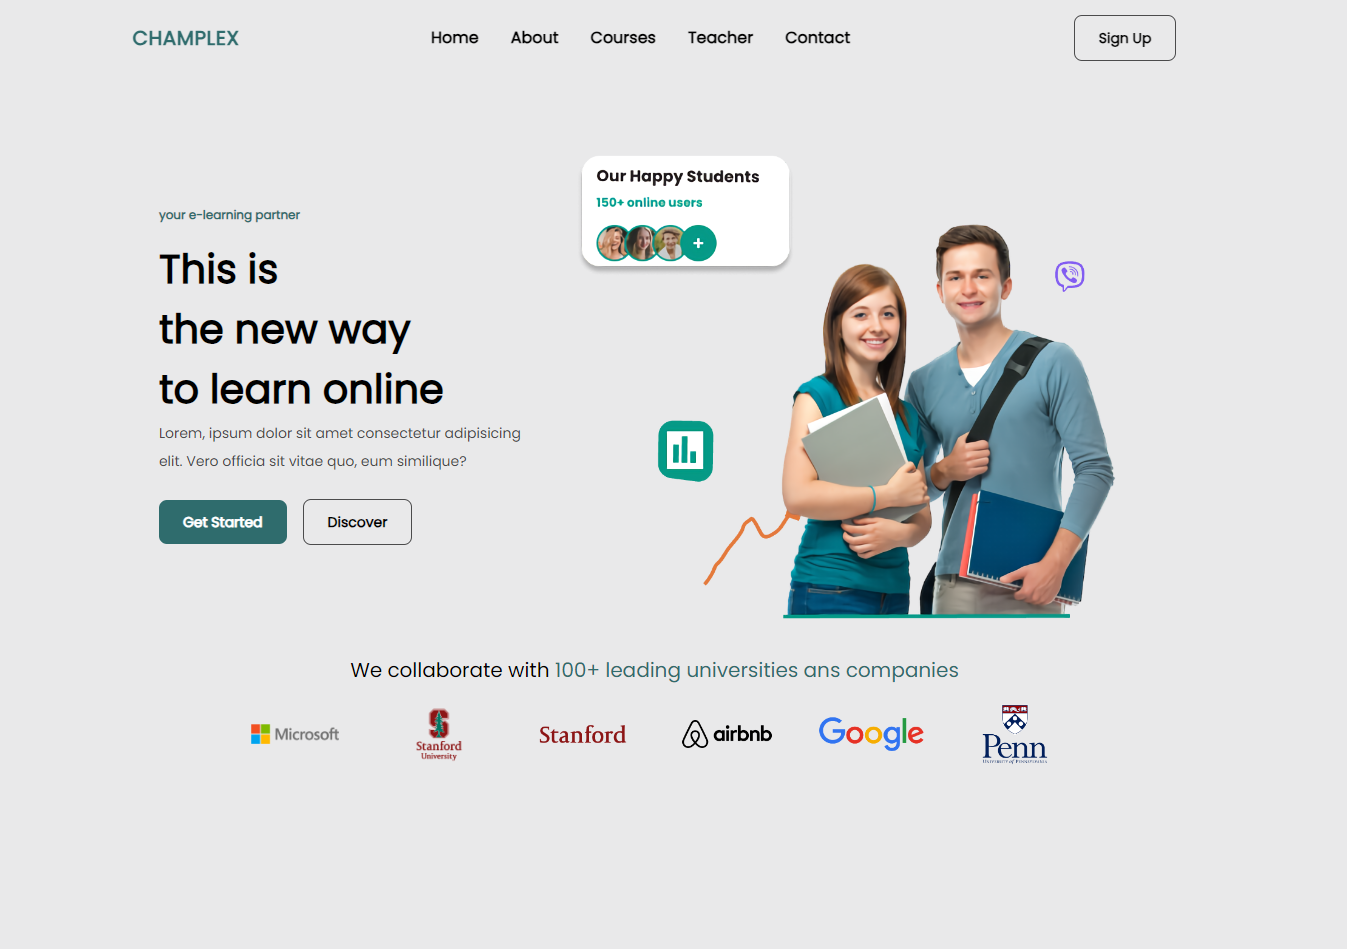 CHAMPLEX
Home
About
Courses
Teacher
Contact
Sign Up
Our Happy Students
150+ online users
+
your e-learning partner
This is
the new way
to learn online
Lorem, ipsum dolor sit amet consectetur adipisicing
elit. Vero officia sit vitae quo, eum similique?
Get Started
Discover
We collaborate with 100+ leading universities ans companies
Microsoft
S
Stanford
University
Stanford
airbnb
Google
Penn
UNIVERSITY of PENNSYLVANIA